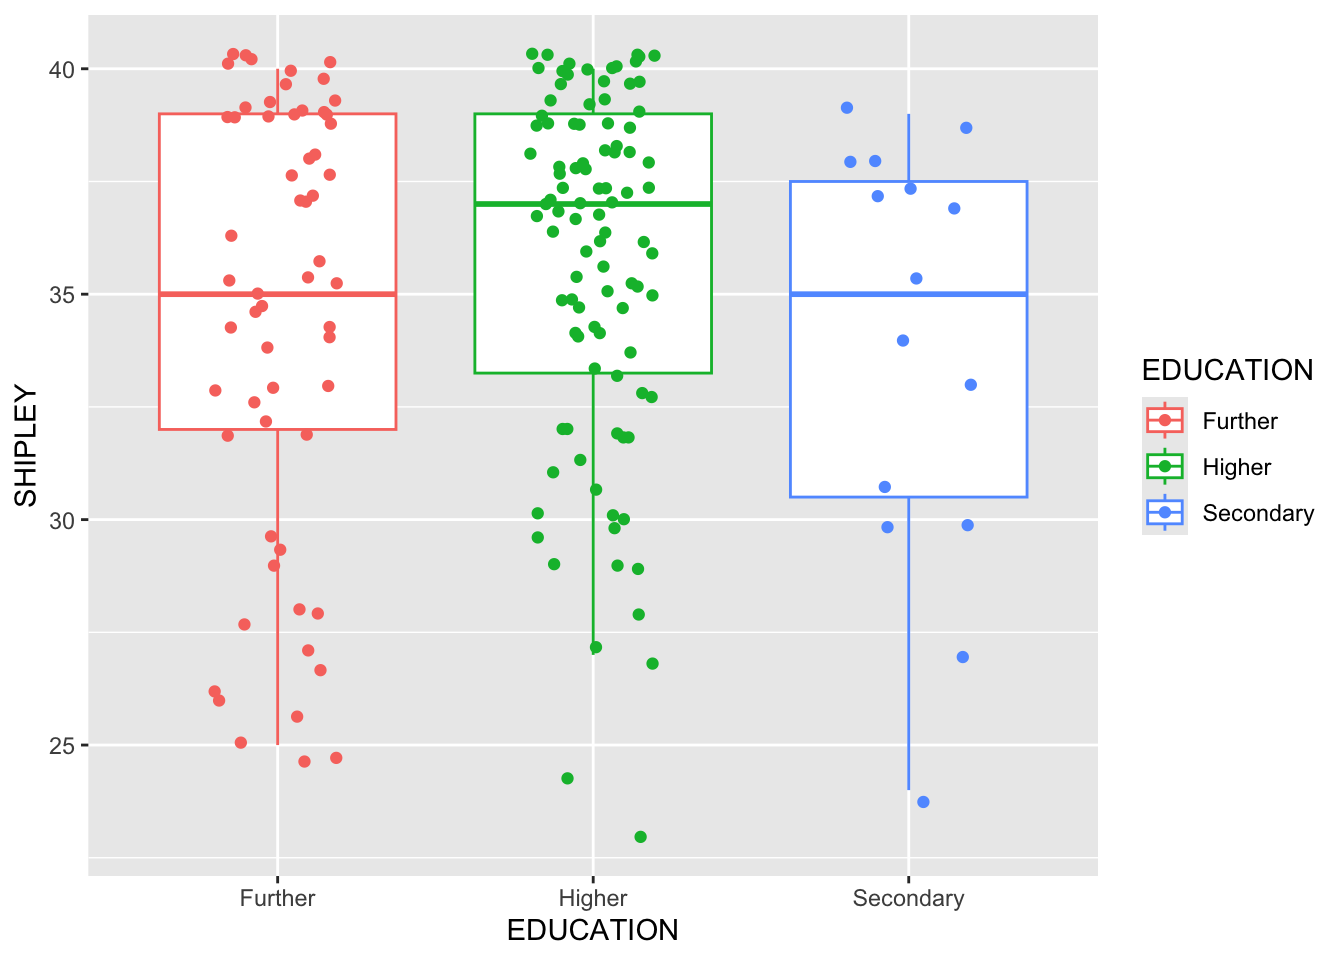 SHIPLEY
40
35
30
25
Further
Higher
Secondary
EDUCATION
EDUCATION
Further
Higher
Secondary